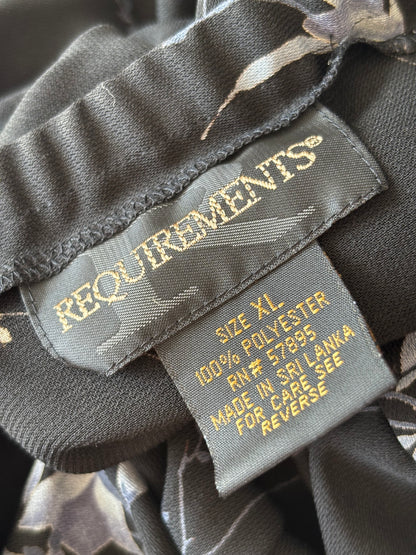 REQUIREMENTS®
SIZE XL
100% POLYESTER
RN# 57895
MADE IN SRI LANKA
FOR CARE SEE
REVERSE